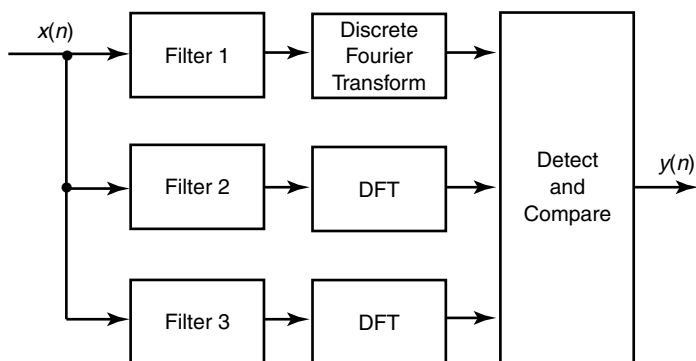 x(n)
Filter 1
Discrete
Fourier
Transform
Filter 2
DFT
Detect
and
Compare
y(n)
Filter 3
DFT